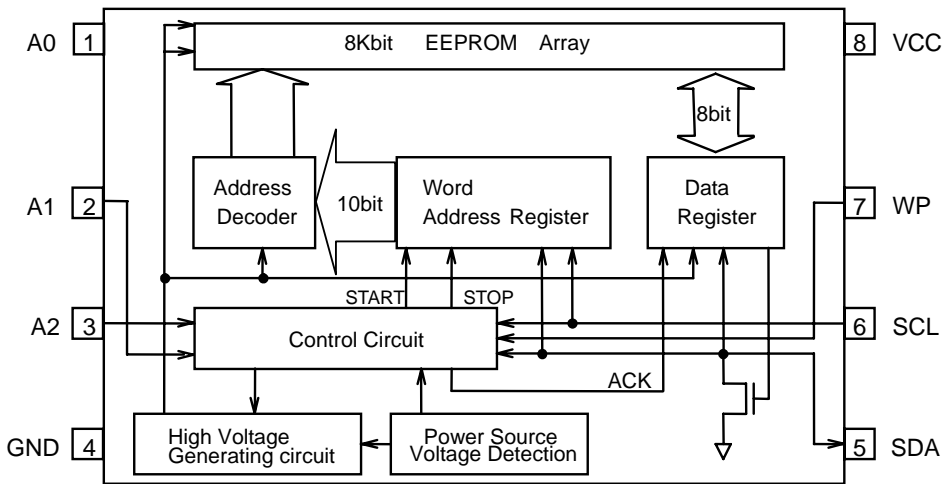 A0 1
8Kbit EEPROM Array
8 VCC
8bit
A1 2
Address
Decoder
10bit
Word
Address Register
Data
Register
7 WP
START
STOP
A2 3
Control Circuit
6 SCL
ACK
GND 4
High Voltage
Generating circuit
Power Source
Voltage Detection
5 SDA